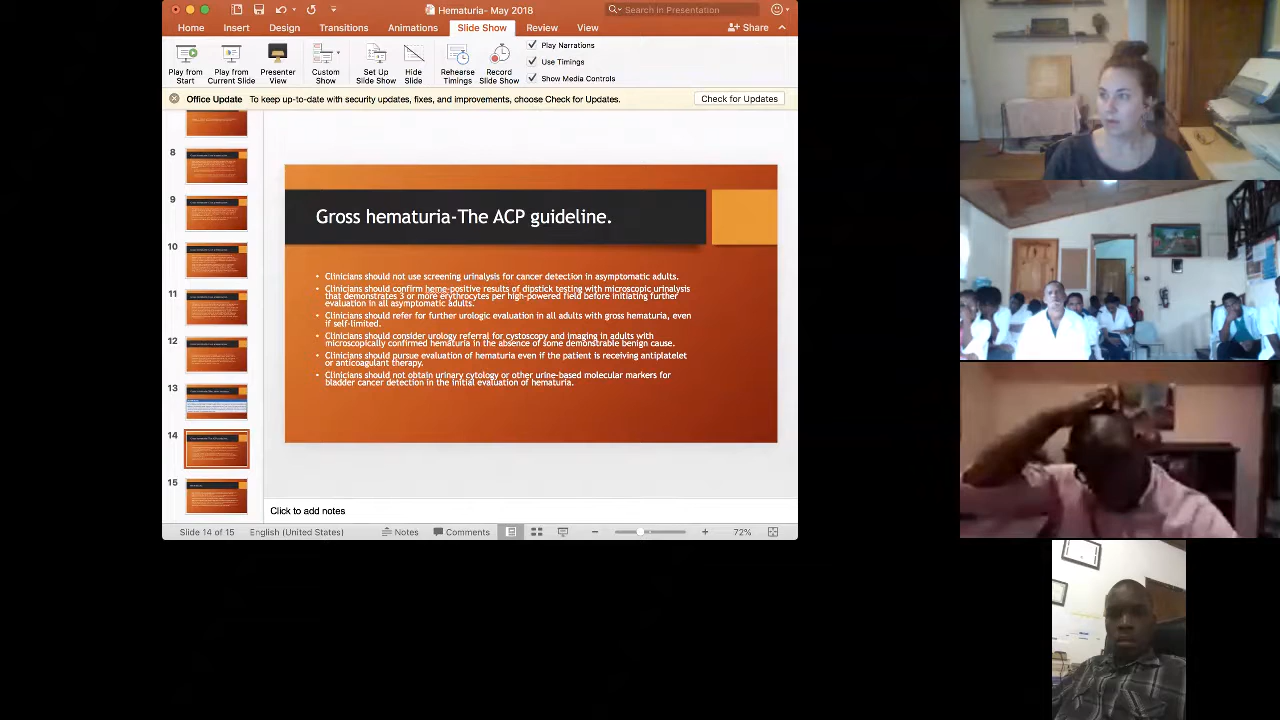 Hematuria- May 2018
Search in Presentation
Home Insert Design Transitions Animations Slide Show Review View Share
Play from Start
Play from Current Slide
Presenter View
Custom Show
Set Up Slide Show
Hide Slide
Rehearse Timings
Record Slide Show
Play Narrations
Use Timings
Show Media Controls
Office Update To keep up-to-date with security updates, fixes, and improvements, choose Check for Updates. Check for Updates
8
9
10
11
12
13
14
15
Gross hematuria-The ACP guideline.
• Clinicians should not use screening urinalysis for cancer detection in asymptomatic adults.
• Clinicians should confirm heme-positive results of dipstick testing with microscopic urinalysis
that demonstrates 3 or more erythrocytes per high-powered field before initiating further
evaluation in all asymptomatic adults.
• Clinicians should refer for further urologic evaluation in all adults with gross hematuria, even
if self-limited.
• Clinicians should consider urology referral for cystoscopy and imaging in adults with
microscopically confirmed hematuria in the absence of some demonstrable benign cause.
• Clinicians should pursue evaluation of hematuria even if the patient is receiving antiplatelet
or anticoagulant therapy.
• Clinicians should not obtain urinary cytology or other urine-based molecular markers for
bladder cancer detection in the initial evaluation of hematuria.
Click to add notes
Slide 14 of 15 English (United States) Notes Comments 72%